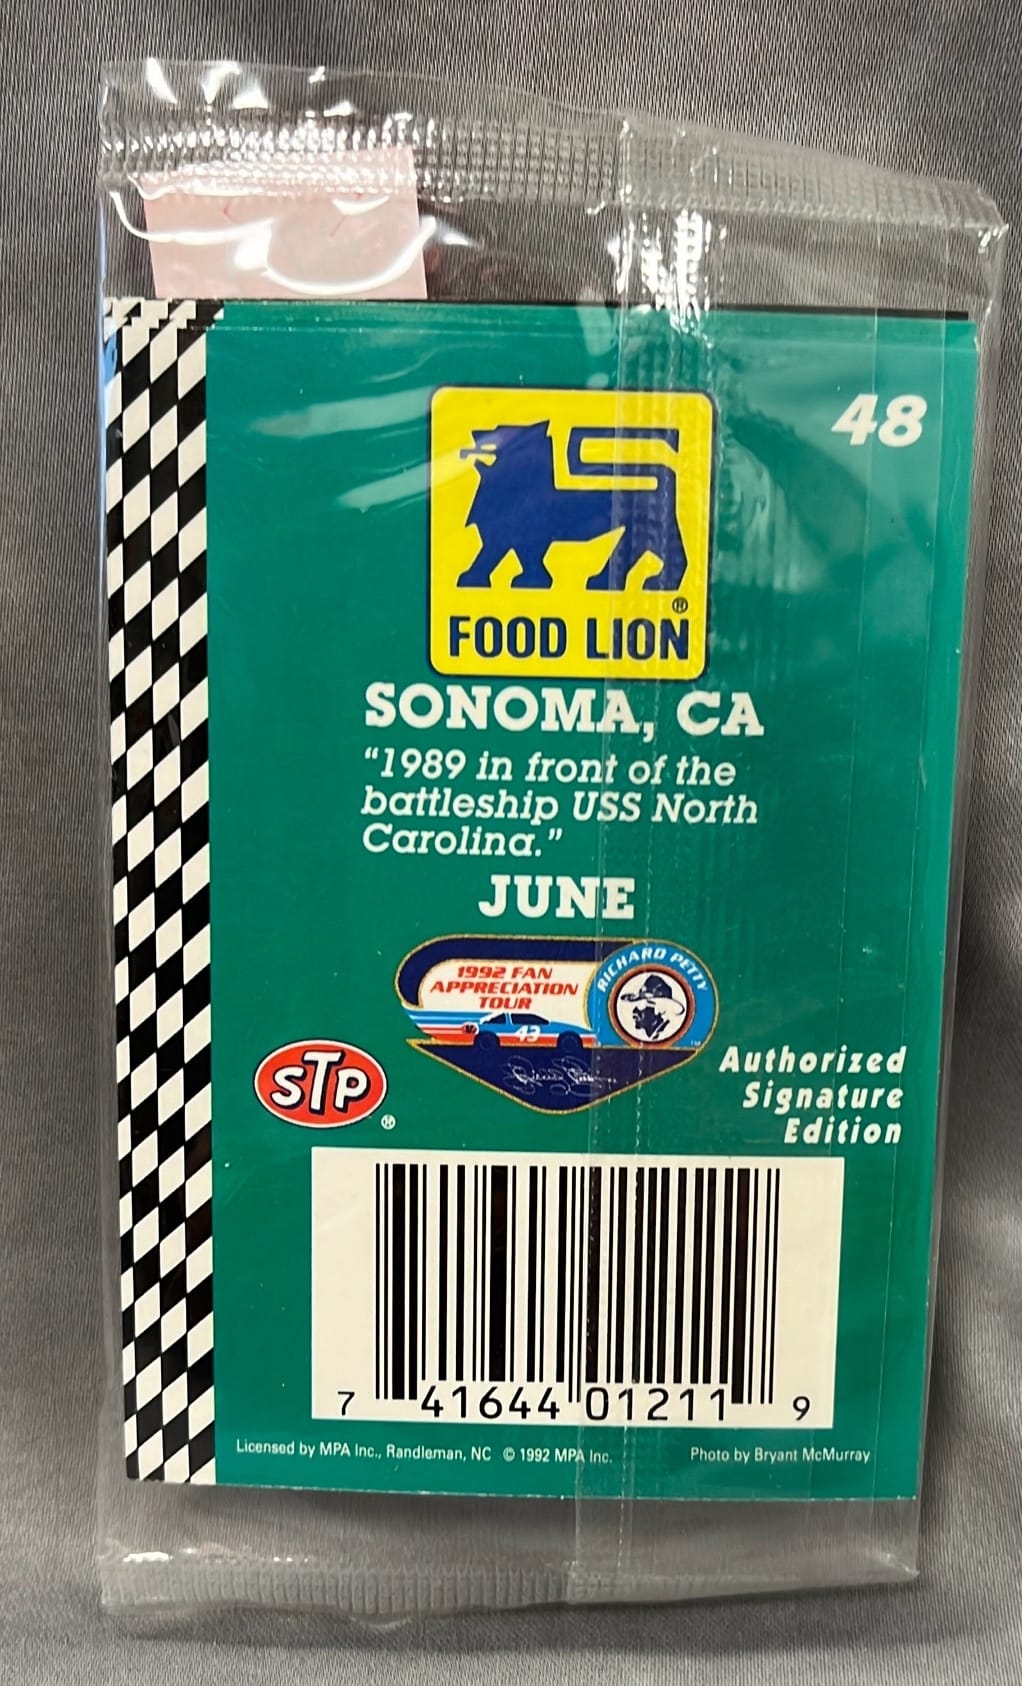 48
FOOD LION®
SONOMA, CA
“1989 in front of the
battleship USS North
Carolina.”
JUNE
1992 FAN
APPRECIATION
TOUR
RICHARD PETTY
43
™
STP®
Authorized
Signature
Edition
7 41644 01211 9
Licensed by MPA Inc., Randleman, NC © 1992 MPA Inc.
Photo by Bryant McMurray